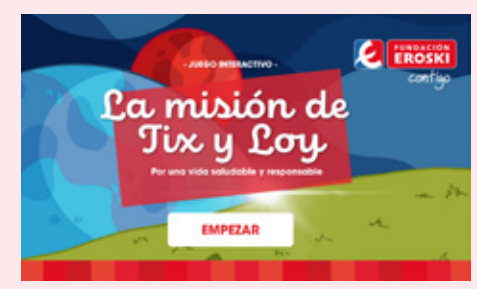 - JUEGO INTERACTIVO -
FUNDACIÓN
EROSKI
contigo
La misión de
Tix y Loy
Por una vida saludable y responsable
EMPEZAR